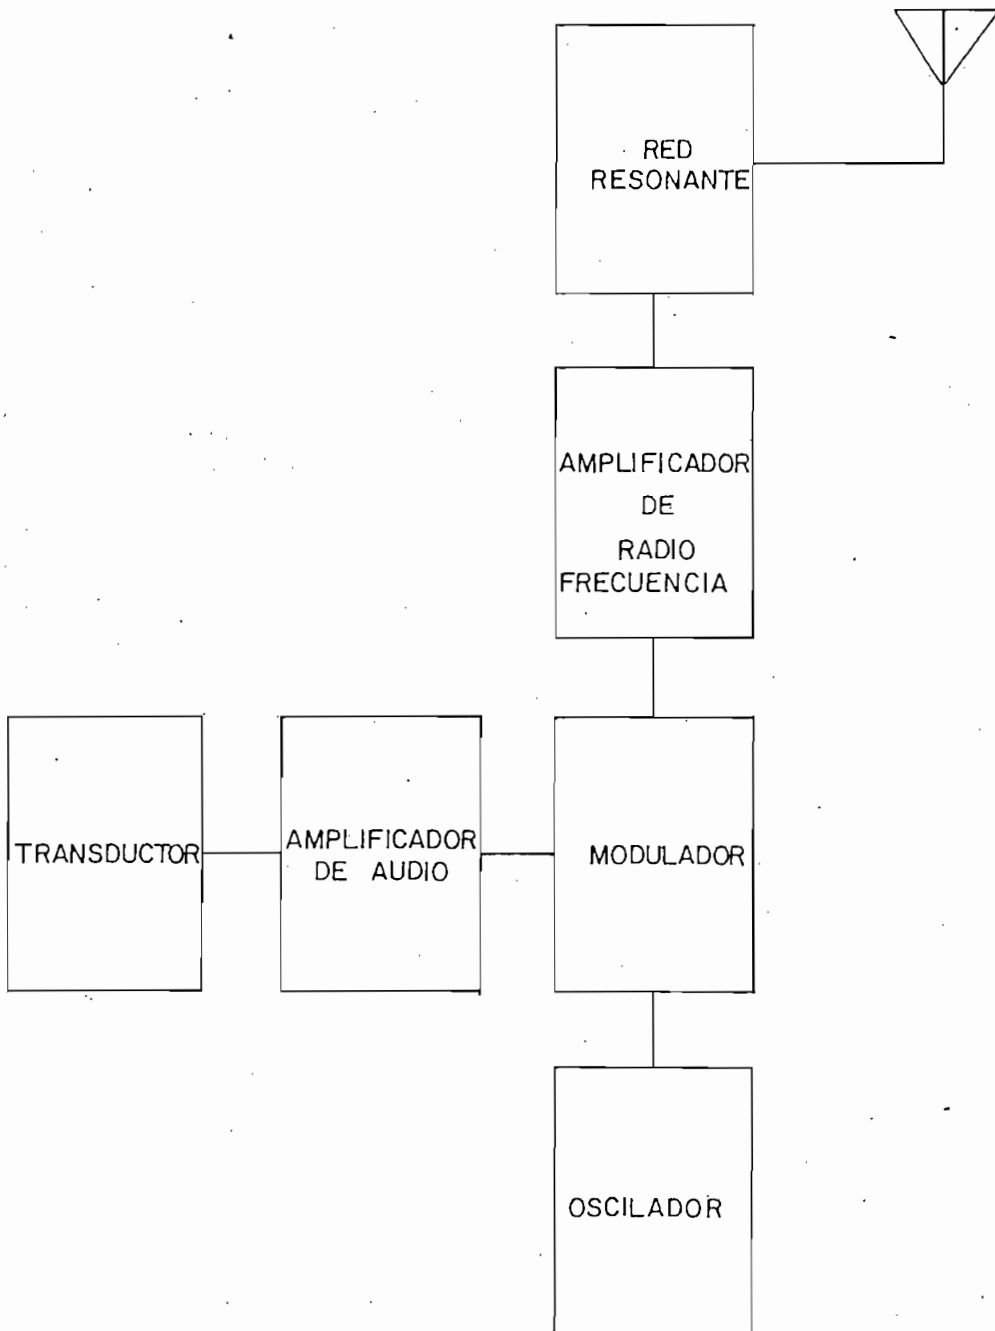 RED
RESONANTE
AMPLIFICADOR
DE
RADIO
FRECUENCIA
TRANSDUCTOR
AMPLIFICADOR
DE AUDIO
MODULADOR
OSCILADOR